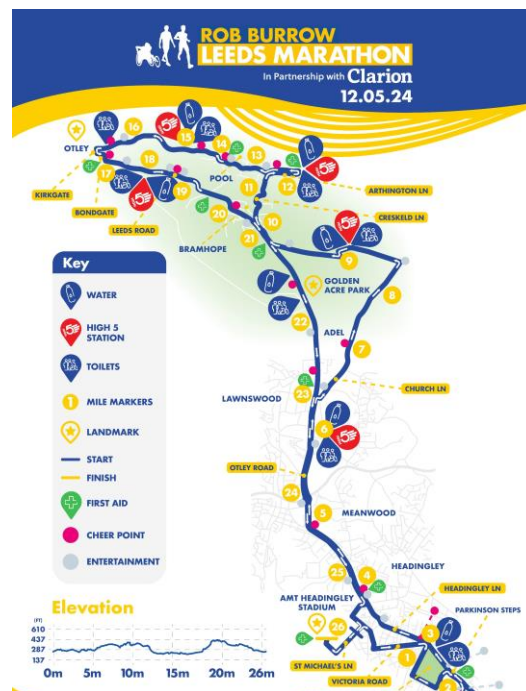 ROB BURROW
LEEDS MARATHON
In Partnership with Clarion
12.05.24
OTLEY
16
15
14
13
12
KIRKGATE
17
18
POOL
11
ARTHINGTON LN
BONDGATE
19
CRESKELD LN
LEEDS ROAD
20
10
BRAMHOPE
21
9
GOLDEN
ACRE PARK
8
22
ADEL
7
CHURCH LN
LAWNSWOOD
23
6
OTLEY ROAD
24
MEANWOOD
5
HEADINGLEY
25
4
HEADINGLEY LN
AMT HEADINGLEY
STADIUM
PARKINSON STEPS
26
3
ST MICHAEL'S LN
1
VICTORIA ROAD
2
Key
WATER
5
HIGH 5
STATION
TOILETS
1
MILE MARKERS
LANDMARK
START
FINISH
FIRST AID
CHEER POINT
ENTERTAINMENT
Elevation
(FT)
610
437
287
137
0m
5m
10m
15m
20m
26m